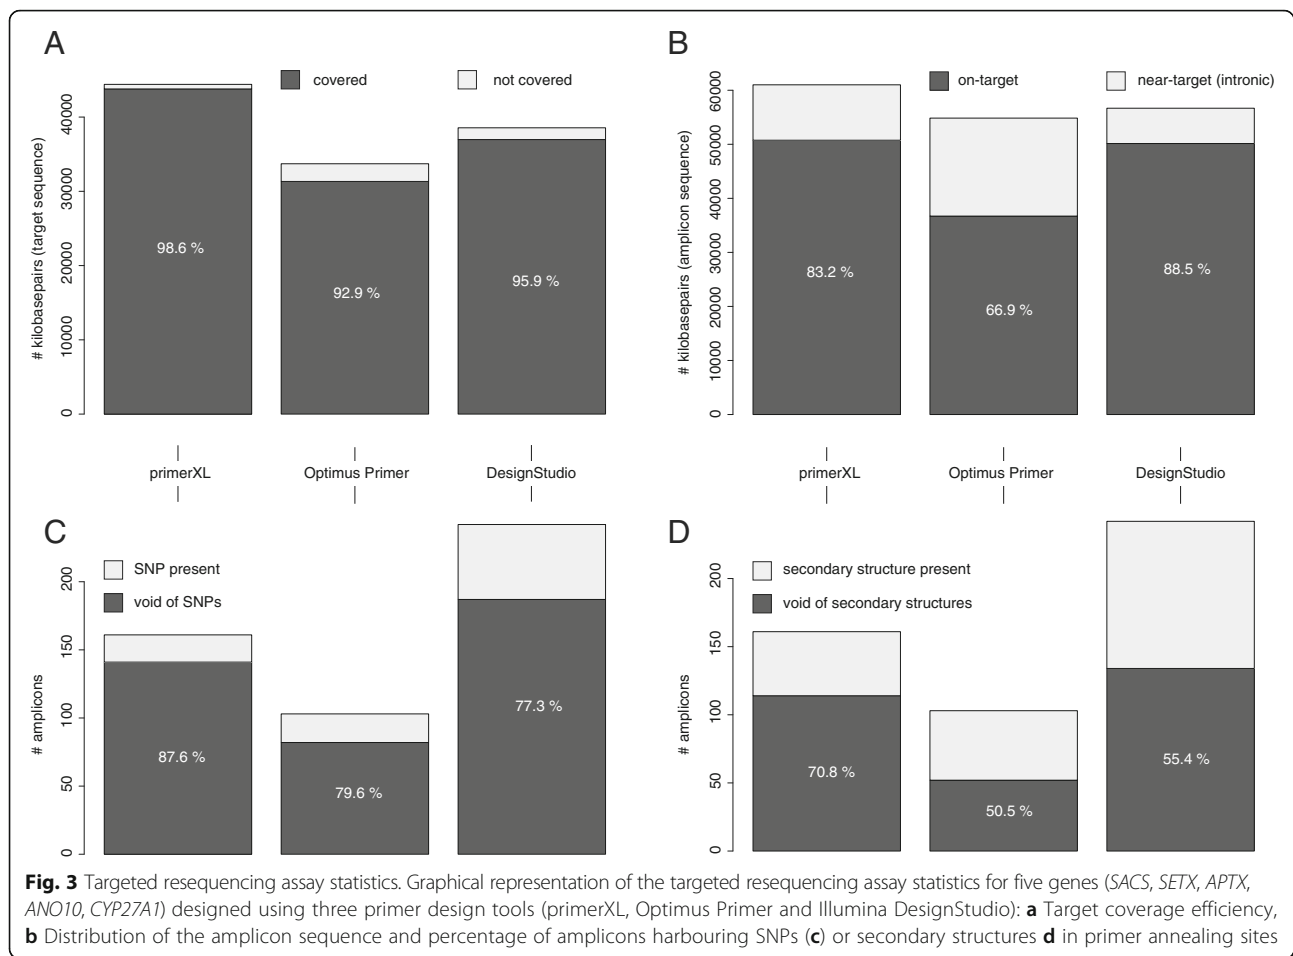 A
covered
not covered
# kilobasepairs (target sequence)
40000
30000
20000
10000
0
98.6 %
92.9 %
95.9 %
B
on-target
near-target (intronic)
# kilobasepairs (amplicon sequence)
60000
50000
40000
30000
20000
10000
0
83.2 %
66.9 %
88.5 %
primerXL
Optimus Primer
DesignStudio
primerXL
Optimus Primer
DesignStudio
C
SNP present
void of SNPs
# amplicons
200
150
100
50
0
87.6 %
79.6 %
77.3 %
D
secondary structure present
void of secondary structures
# amplicons
200
150
100
50
0
70.8 %
50.5 %
55.4 %
Fig. 3 Targeted resequencing assay statistics. Graphical representation of the targeted resequencing assay statistics for five genes (SACS, SETX, APTX,
ANO10, CYP27A1) designed using three primer design tools (primerXL, Optimus Primer and Illumina DesignStudio): a Target coverage efficiency,
b Distribution of the amplicon sequence and percentage of amplicons harbouring SNPs (c) or secondary structures d in primer annealing sites